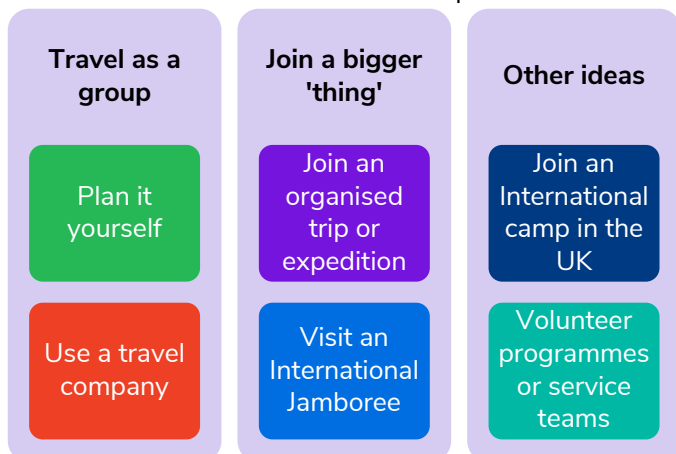 Travel as a
group
Plan it
yourself
Use a travel
company
Join a bigger
'thing'
Join an
organised
trip or
expedition
Visit an
International
Jamboree
Other ideas
Join an
International
camp in the
UK
Volunteer
programmes
or service
teams